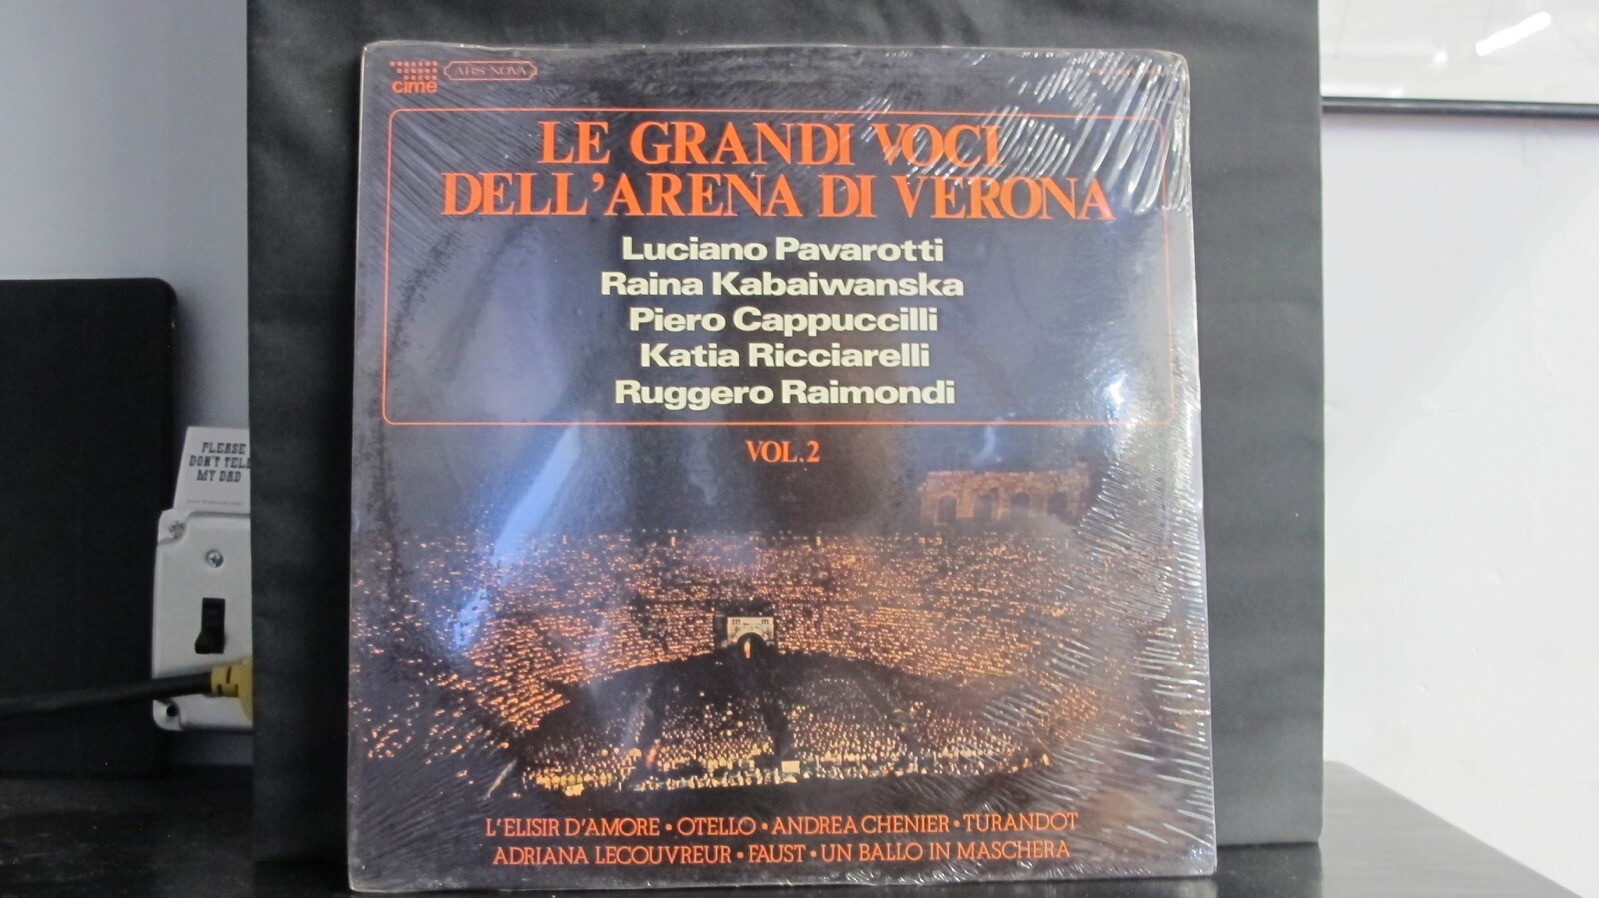 cime
ARS NOVA
LE GRANDI VOCI
DELL'ARENA DI VERONA
Luciano Pavarotti
Raina Kabaiwanska
Piero Cappuccilli
Katia Ricciarelli
Ruggero Raimondi
VOL.2
L'ELISIR D'AMORE • OTELLO • ANDREA CHENIER • TURANDOT
ADRIANA LECOUVREUR • FAUST • UN BALLO IN MASCHERA
PLEASE
DON'T TELL
MY DAD